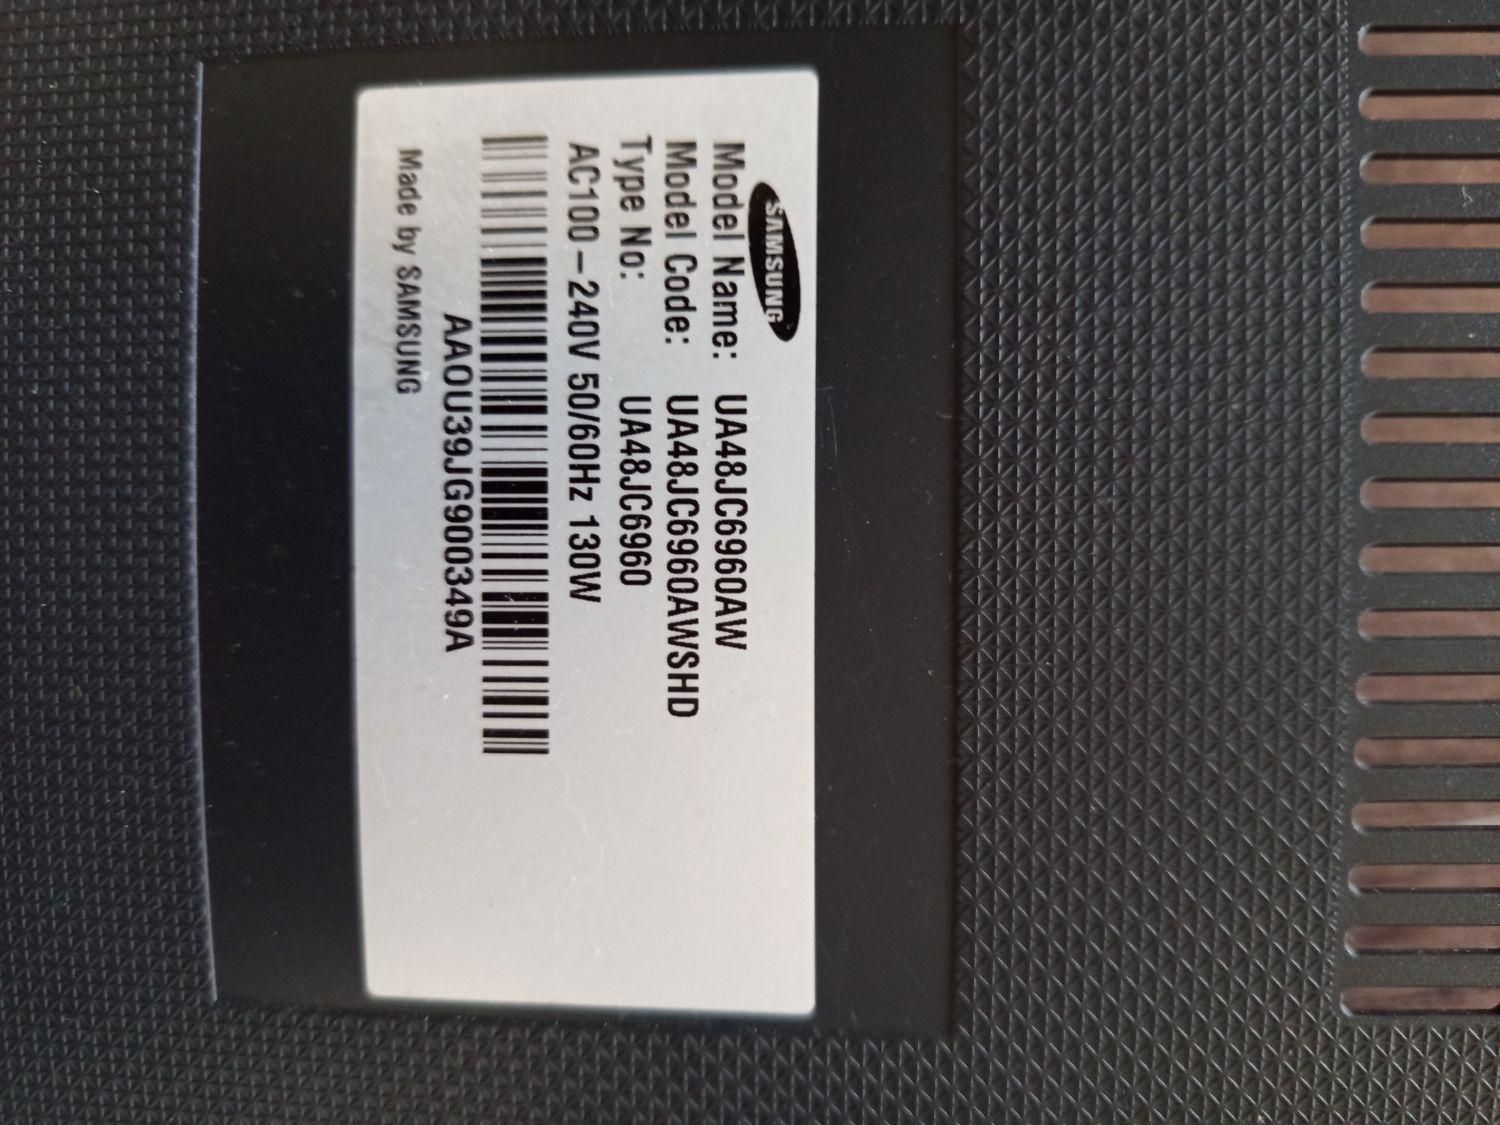 SAMSUNG
Model Name: UA48JC6960AW
Model Code: UA48JC6960AWSHD
Type No: UA48JC6960
AC100-240V 50/60Hz 130W
AA0U39JG900349A
Made by SAMSUNG